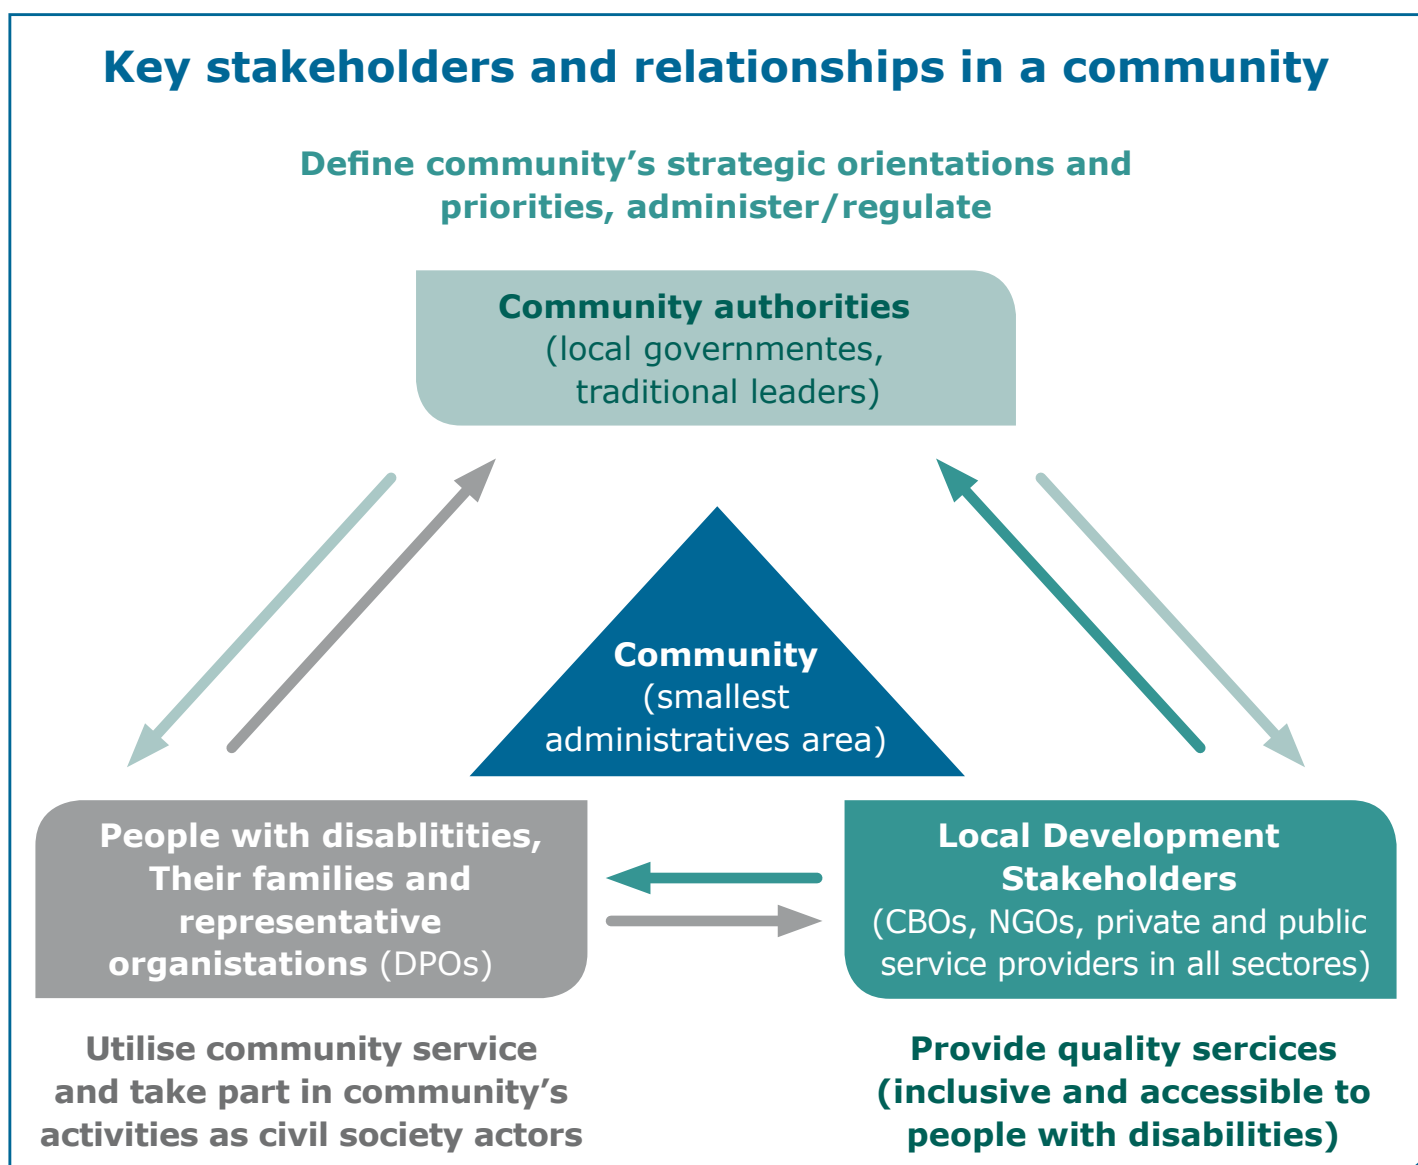 Key stakeholders and relationships in a community
Define community’s strategic orientations and
priorities, administer/regulate
Community authorities
(local governmentes,
traditional leaders)
Community
(smallest
administratives area)
People with disablitities,
Their families and
representative
organistations (DPOs)
Local Development
Stakeholders
(CBOs, NGOs, private and public
service providers in all sectores)
Utilise community service
and take part in community’s
activities as civil society actors
Provide quality sercices
(inclusive and accessible to
people with disabilities)